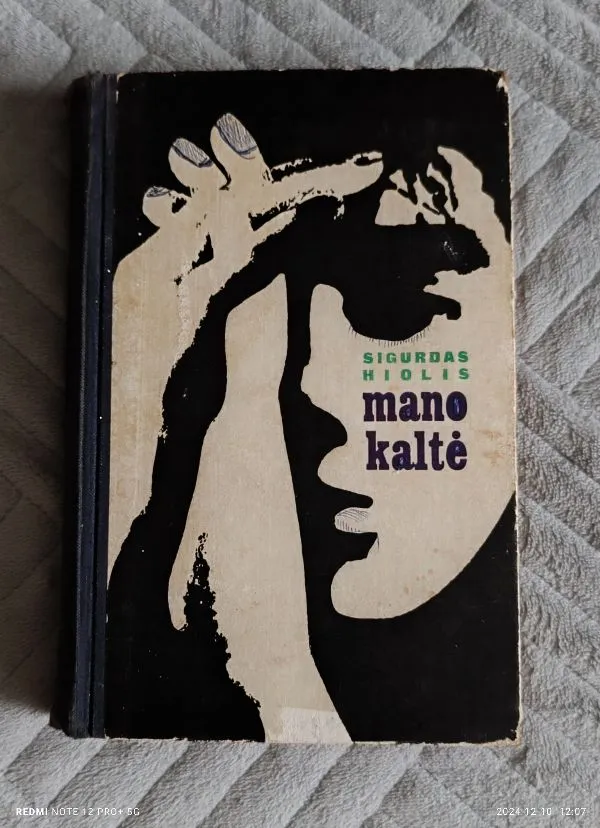 SIGURDAS
HIOLIS
mano
kaltė
REDMI NOTE 12 PRO+ 5G
2024.12.10 12:07